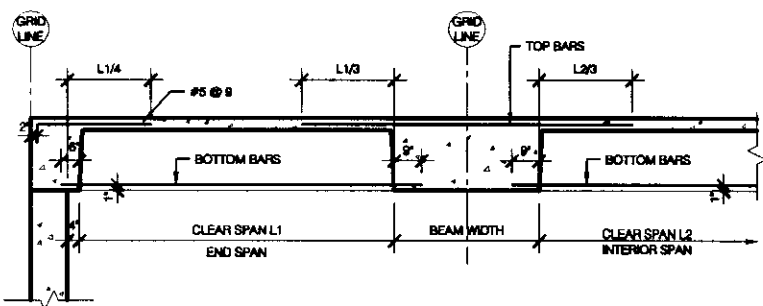 GRID
LINE
GRID
LINE
TOP BARS
L1/4
L1/3
L2/3
#5 @ 9
2"
6"
9"
9"
BOTTOM BARS
BOTTOM BARS
1"
1"
4"
CLEAR SPAN L1
END SPAN
BEAM WIDTH
CLEAR SPAN L2
INTERIOR SPAN